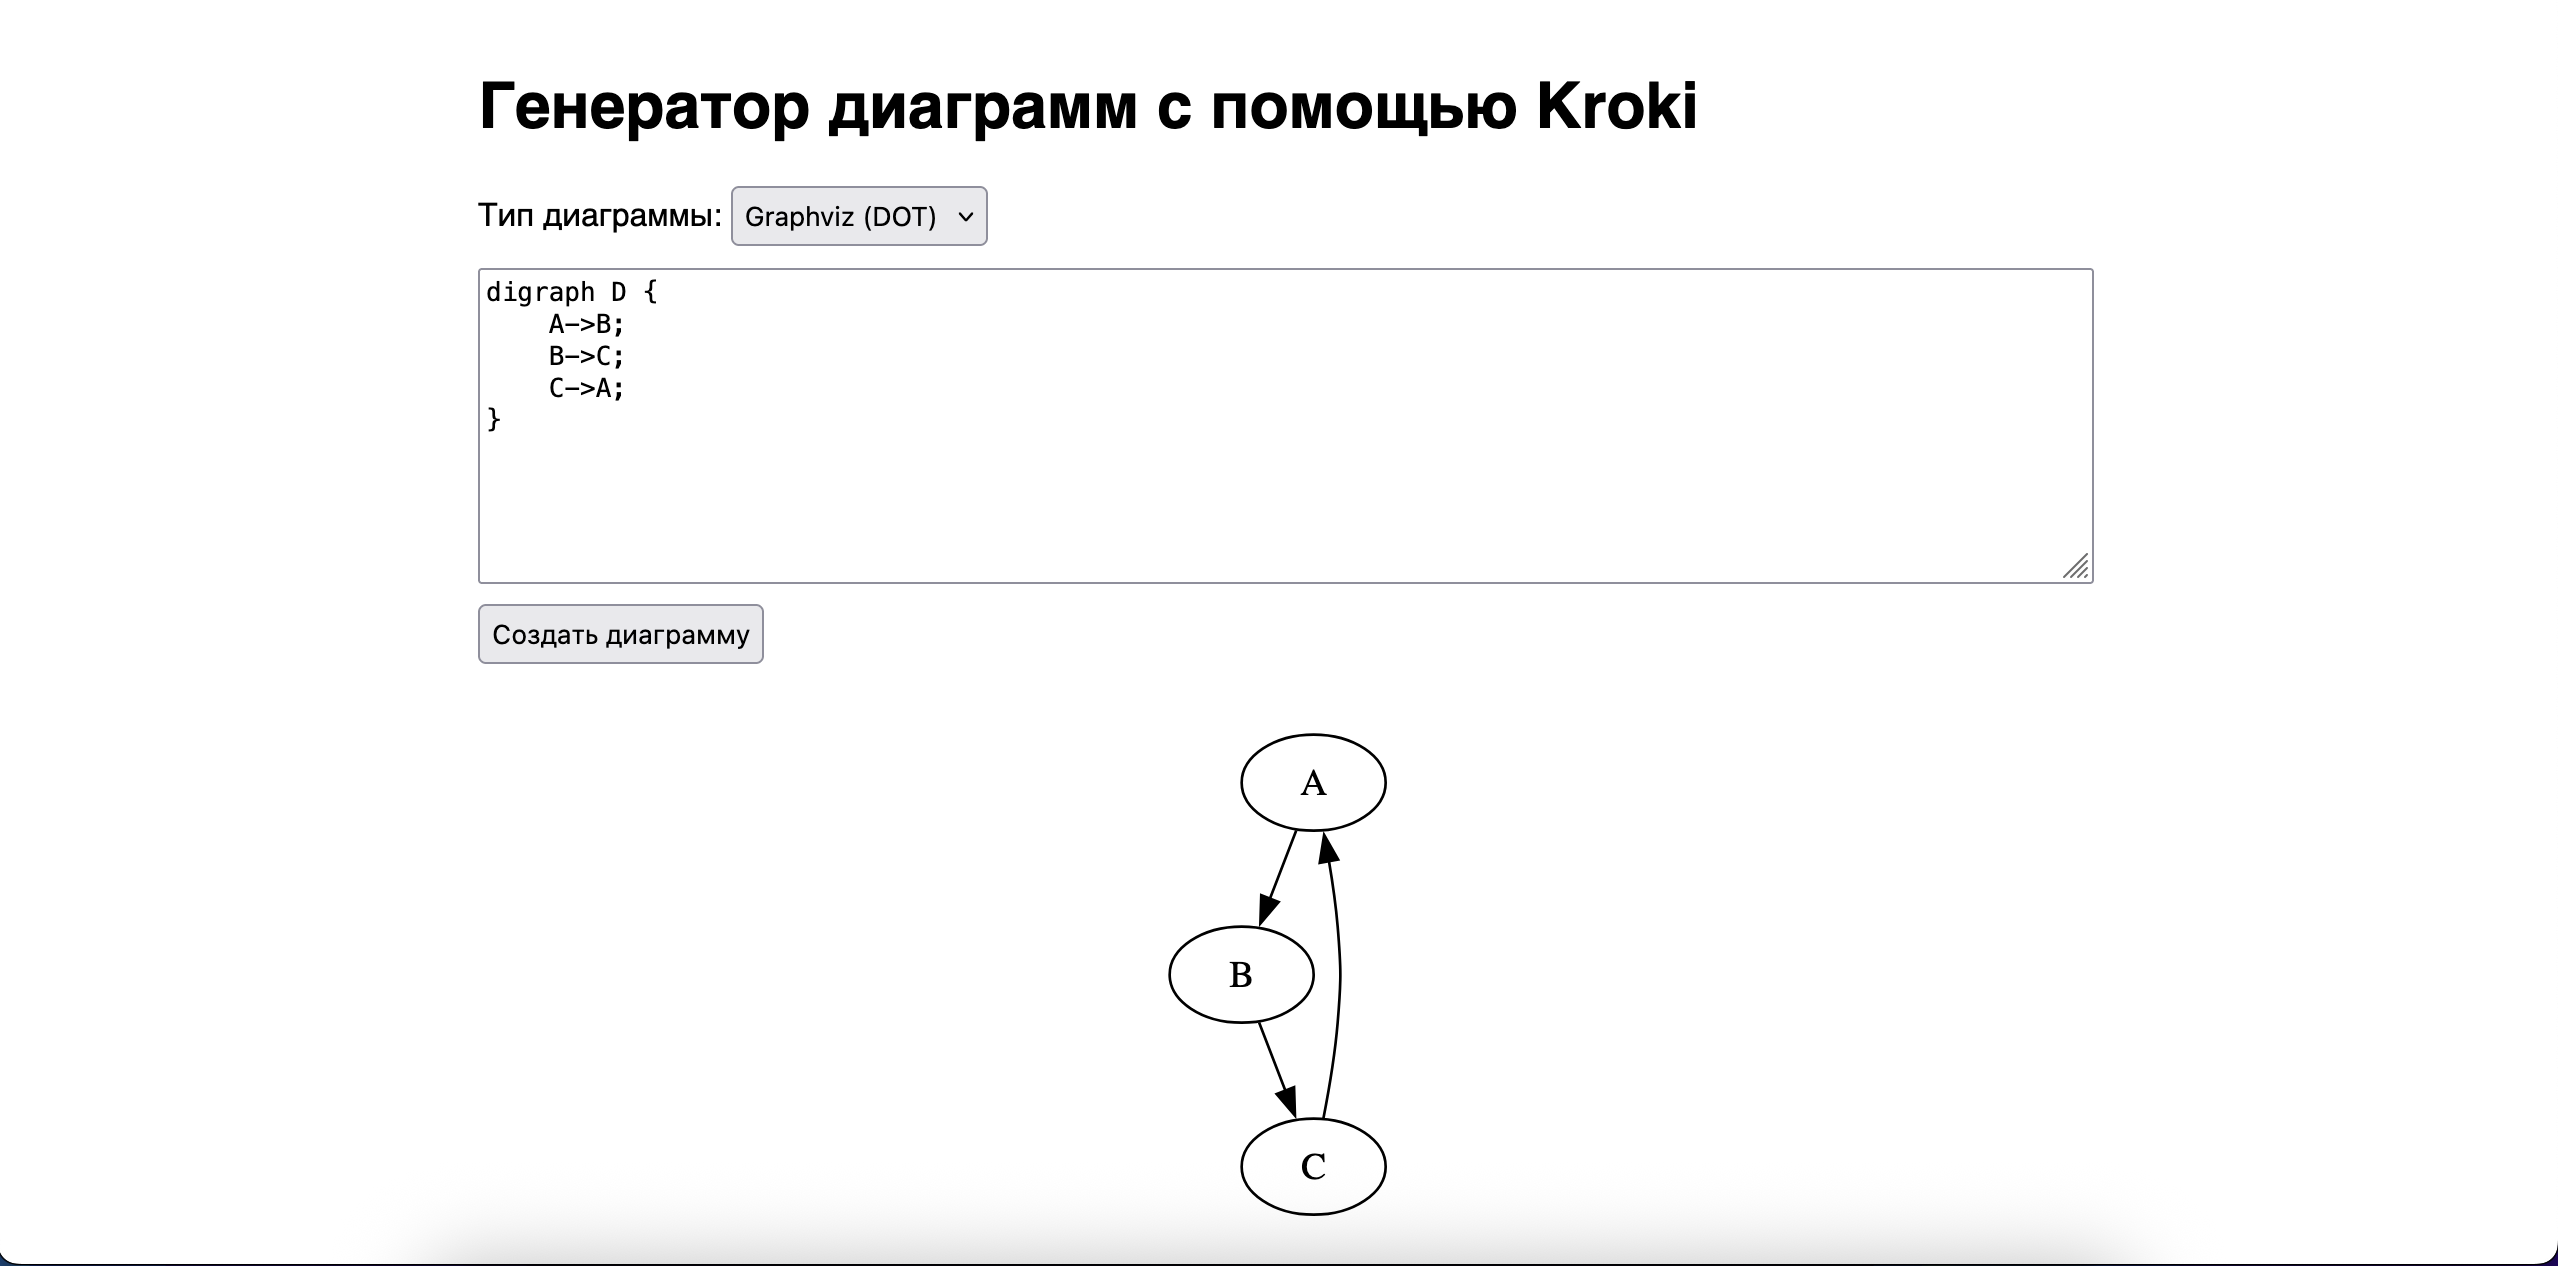 Генератор диаграмм с помощью Kroki
Тип диаграммы: Graphviz (DOT)
digraph D {
    A->B;
    B->C;
    C->A;
}
Создать диаграмму
A
B
C